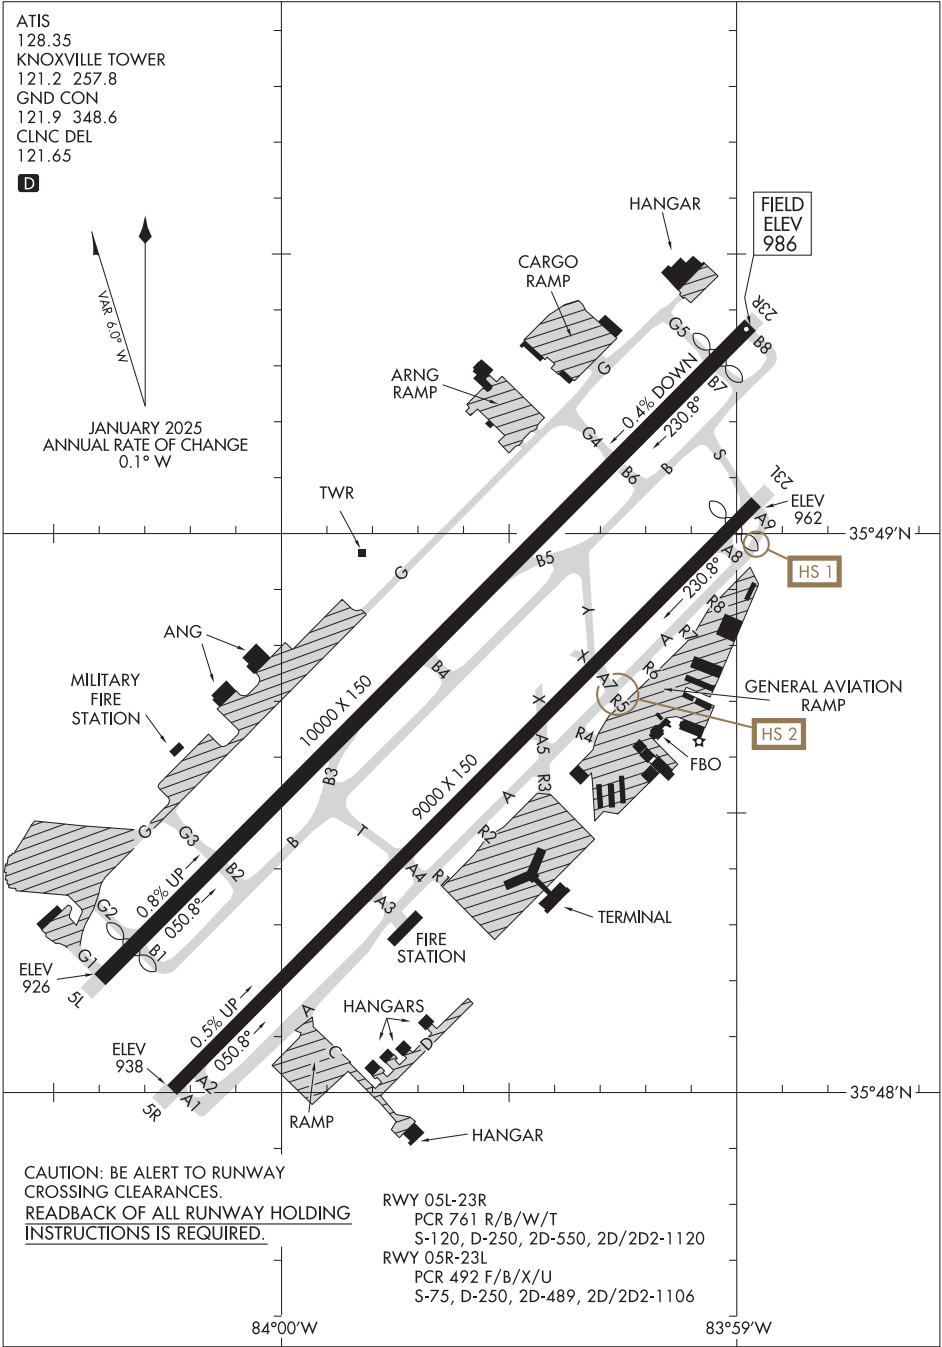 ATIS
128.35
KNOXVILLE TOWER
121.2 257.8
GND CON
121.9 348.6
CLNC DEL
121.65
D
VAR 6.0° W
JANUARY 2025
ANNUAL RATE OF CHANGE
0.1° W
HANGAR
FIELD
ELEV
986
CARGO
RAMP
ARNG
RAMP
TWR
ANG
MILITARY
FIRE
STATION
23R
G5
B8
B7
G
0.4% DOWN
230.8°
G4
B6
B
S
23L
ELEV
962
A9
A8
35°49'N
HS 1
B5
G
230.8°
Y
R8
R7
A
X
R6
A7
R5
B4
GENERAL AVIATION
RAMP
HS 2
X
R4
A5
FBO
10000 X 150
9000 X 150
B3
R3
A
R2
T
B
G
G3
B2
A4
R1
A3
0.8% UP
050.8°
G2
B1
G1
TERMINAL
FIRE
STATION
ELEV
926
5L
HANGARS
A
C
D
0.5% UP
050.8°
ELEV
938
A2
A1
5R
35°48'N
RAMP
HANGAR
CAUTION: BE ALERT TO RUNWAY
CROSSING CLEARANCES.
READBACK OF ALL RUNWAY HOLDING
INSTRUCTIONS IS REQUIRED.
RWY 05L-23R
PCR 761 R/B/W/T
S-120, D-250, 2D-550, 2D/2D2-1120
RWY 05R-23L
PCR 492 F/B/X/U
S-75, D-250, 2D-489, 2D/2D2-1106
84°00'W
83°59'W